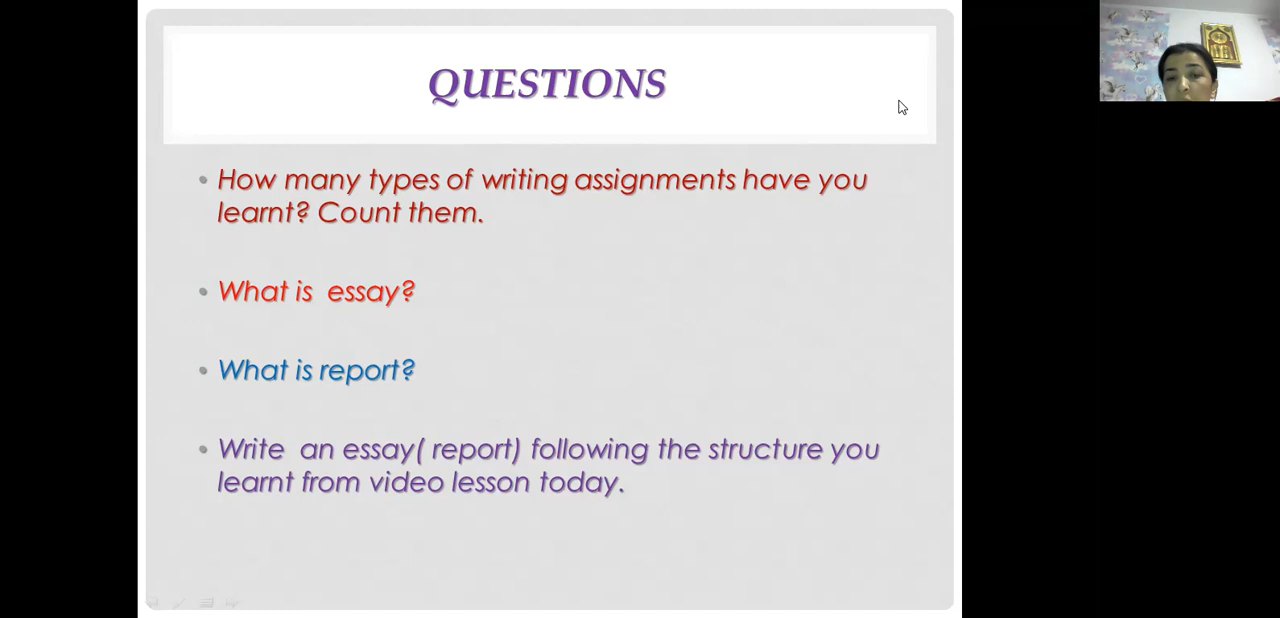 QUESTIONS
• How many types of writing assignments have you
learnt? Count them.
• What is  essay?
• What is report?
• Write  an essay( report) following the structure you
learnt from video lesson today.